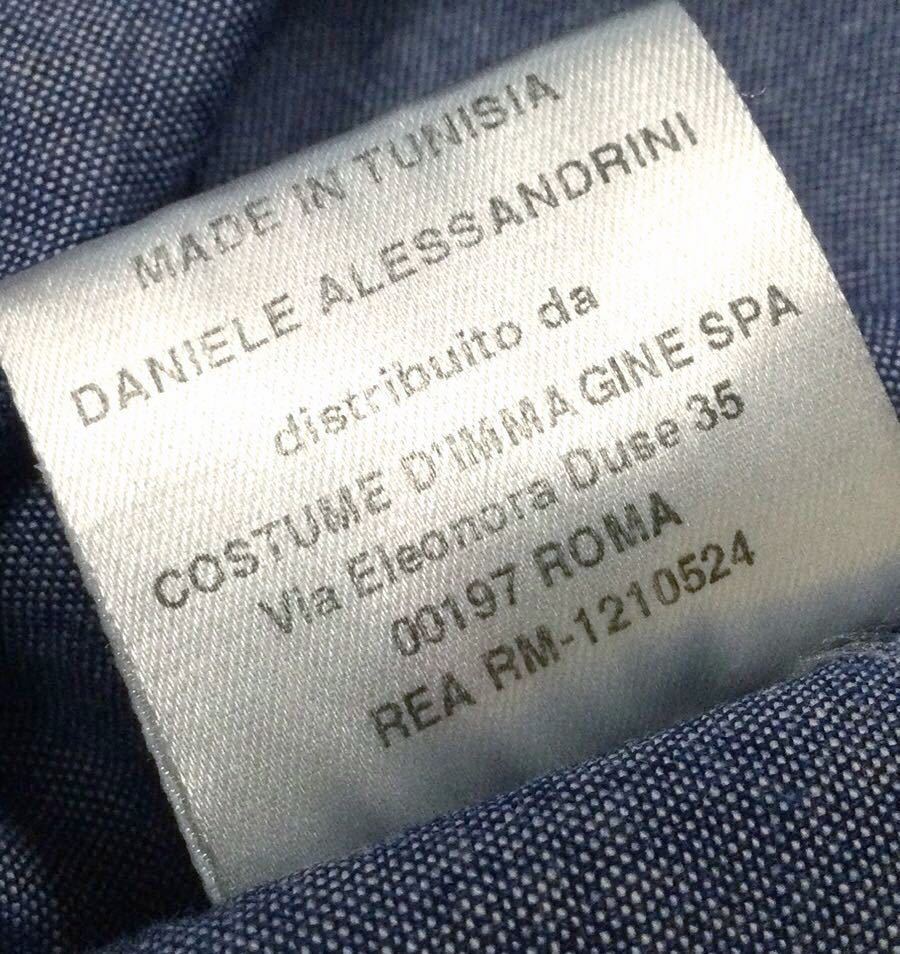 MADE IN TUNISIA
DANIELE ALESSANDRINI
distribuito da
COSTUME D'IMMAGINE SPA
Via Eleonora Duse 35
00197 ROMA
REA RM-1210524